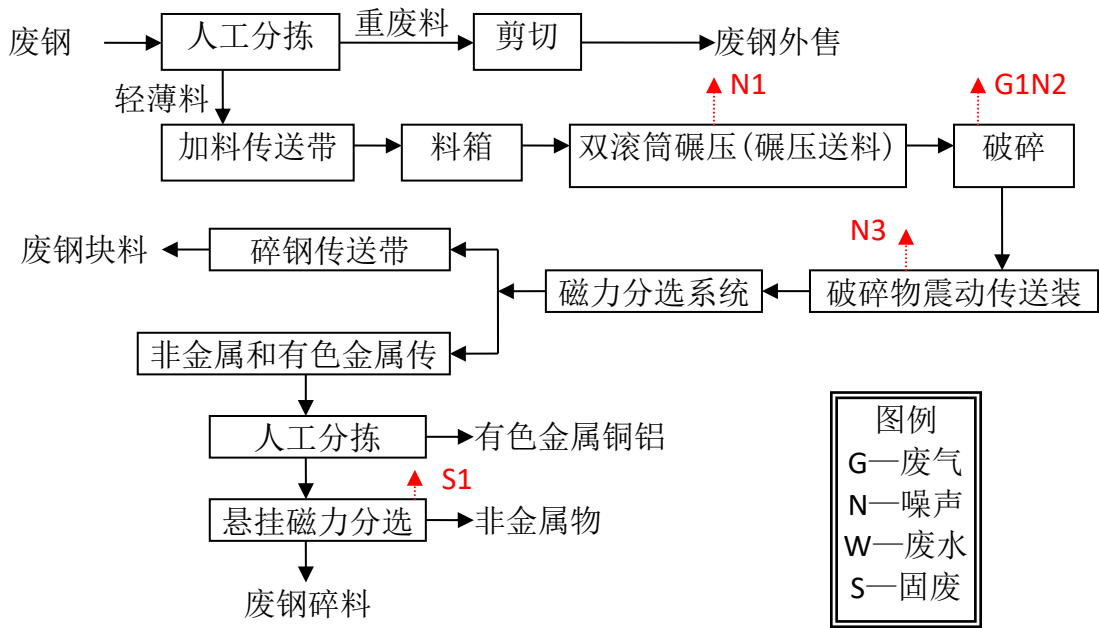 废钢
人工分拣
重废料
剪切
废钢外售
轻薄料
N1
G1N2
加料传送带
料箱
双滚筒碾压(碾压送料)
破碎
N3
废钢块料
碎钢传送带
磁力分选系统
破碎物震动传送装
非金属和有色金属传
人工分拣
有色金属铜铝
S1
悬挂磁力分选
非金属物
废钢碎料
图例
G—废气
N—噪声
W—废水
S—固废